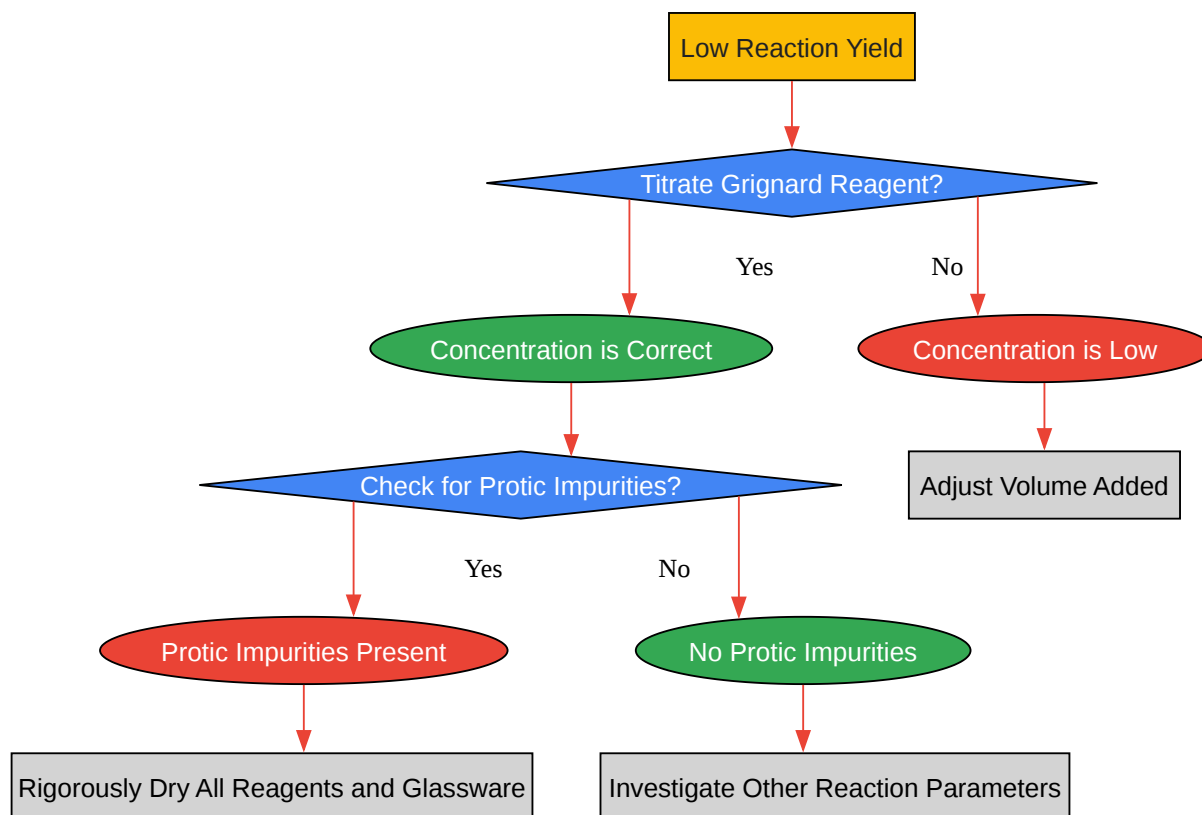 Low Reaction Yield
Titrate Grignard Reagent?
Yes
No
Concentration is Correct
Concentration is Low
Check for Protic Impurities?
Adjust Volume Added
Yes
No
Protic Impurities Present
No Protic Impurities
Rigorously Dry All Reagents and Glassware
Investigate Other Reaction Parameters